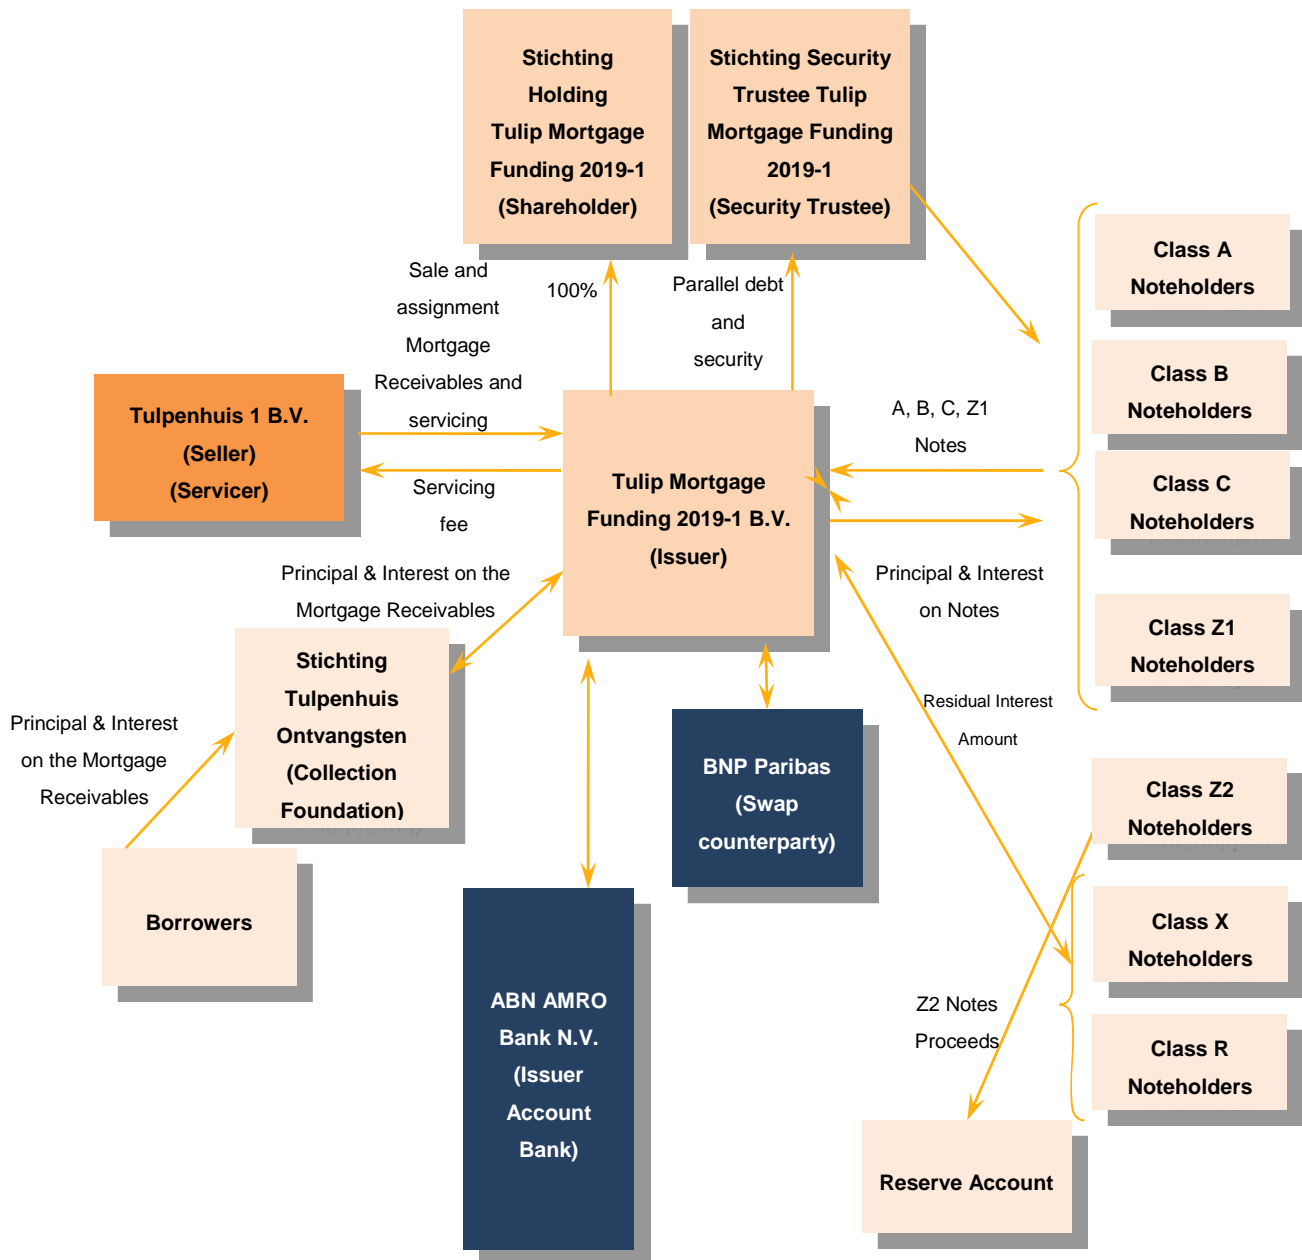 Stichting
Holding
Tulip Mortgage
Funding 2019-1
(Shareholder)
Stichting Security
Trustee Tulip
Mortgage Funding
2019-1
(Security Trustee)
Sale and
assignment
Mortgage
Receivables and
servicing
100%
Parallel debt
and
security
Class A
Noteholders
Class B
Noteholders
Class C
Noteholders
Class Z1
Noteholders
Tulpenhuis 1 B.V.
(Seller)
(Servicer)
A, B, C, Z1
Notes
Servicing
fee
Tulip Mortgage
Funding 2019-1 B.V.
(Issuer)
Principal & Interest on the
Mortgage Receivables
Principal & Interest
on Notes
Stichting
Tulpenhuis
Ontvangsten
(Collection
Foundation)
Principal & Interest
on the Mortgage
Receivables
Residual Interest
Amount
BNP Paribas
(Swap
counterparty)
Class Z2
Noteholders
Borrowers
Class X
Noteholders
ABN AMRO
Bank N.V.
(Issuer
Account
Bank)
Z2 Notes
Proceeds
Class R
Noteholders
Reserve Account